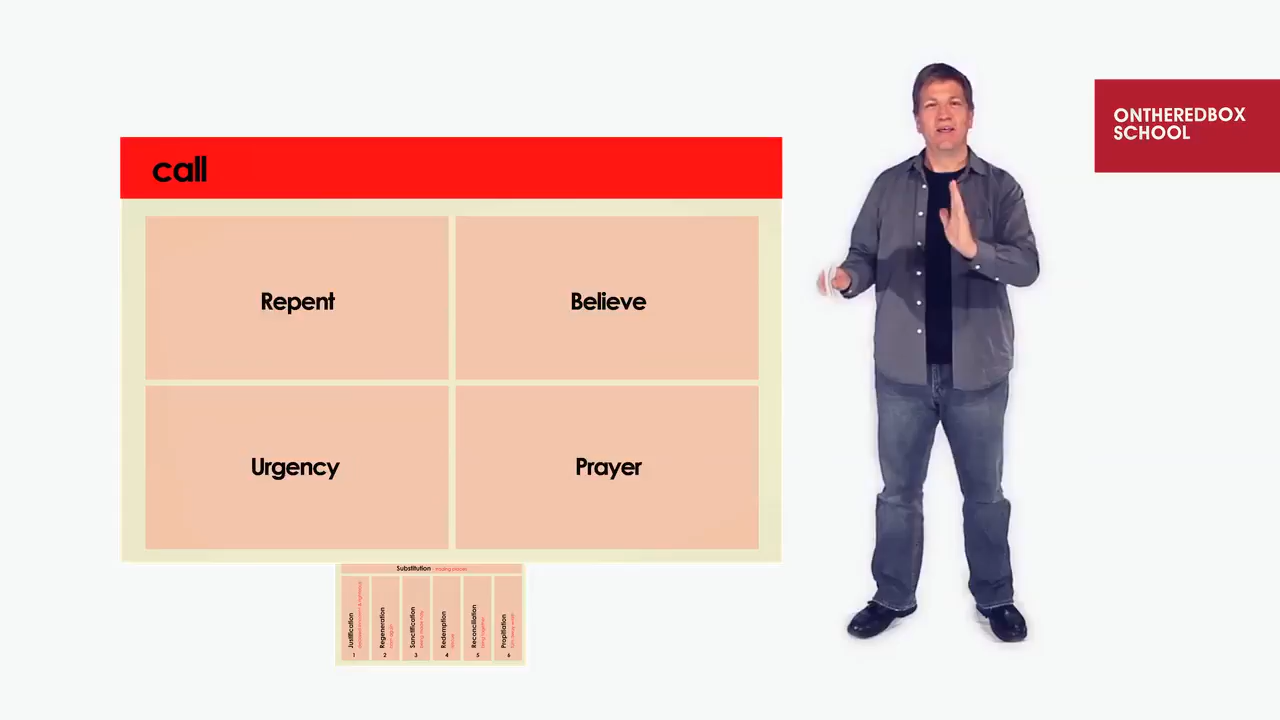 call
ONTHEREDBOX
SCHOOL
Repent
Believe
Urgency
Prayer
Substitution
Justification
Regeneration
Sanctification
Redemption
Reconciliation
Propitiation
1
2
3
4
5
6